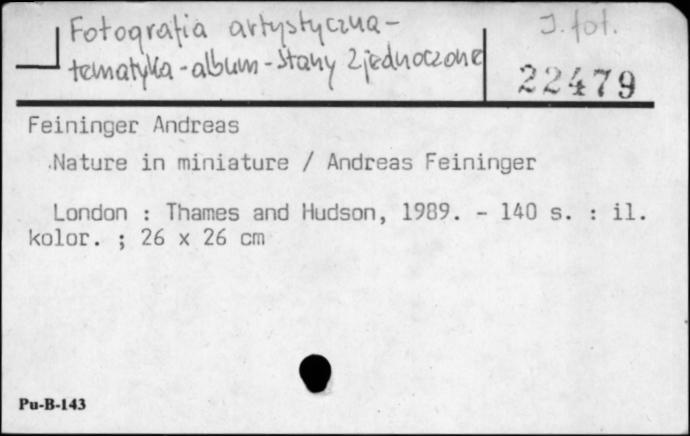 Fotografia artystyczna-
J. fot.
tematyka-album-Stany Zjednoczone
22479
Feininger Andreas
Nature in miniature / Andreas Feininger
London : Thames and Hudson, 1989. - 140 s. : il.
kolor. ; 26 x 26 cm
Pu-B-143